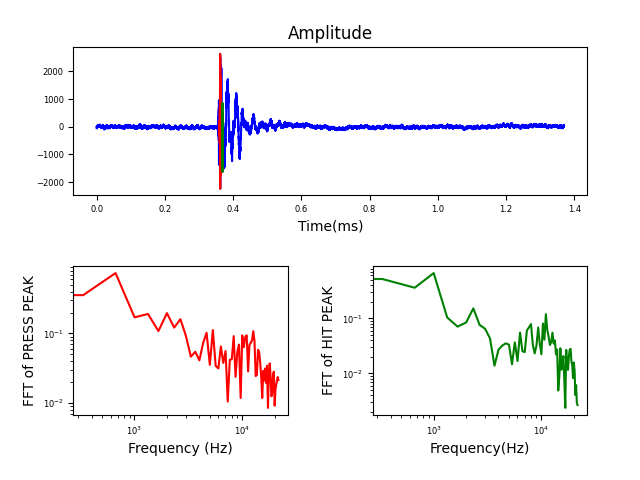 Amplitude
2000
1000
0
−1000
−2000
0.0 0.2 0.4 0.6 0.8 1.0 1.2 1.4
Time(ms)
FFT of PRESS PEAK
10⁻¹
10⁻²
10³ 10⁴
Frequency (Hz)
FFT of HIT PEAK
10⁻¹
10⁻²
10³ 10⁴
Frequency(Hz)